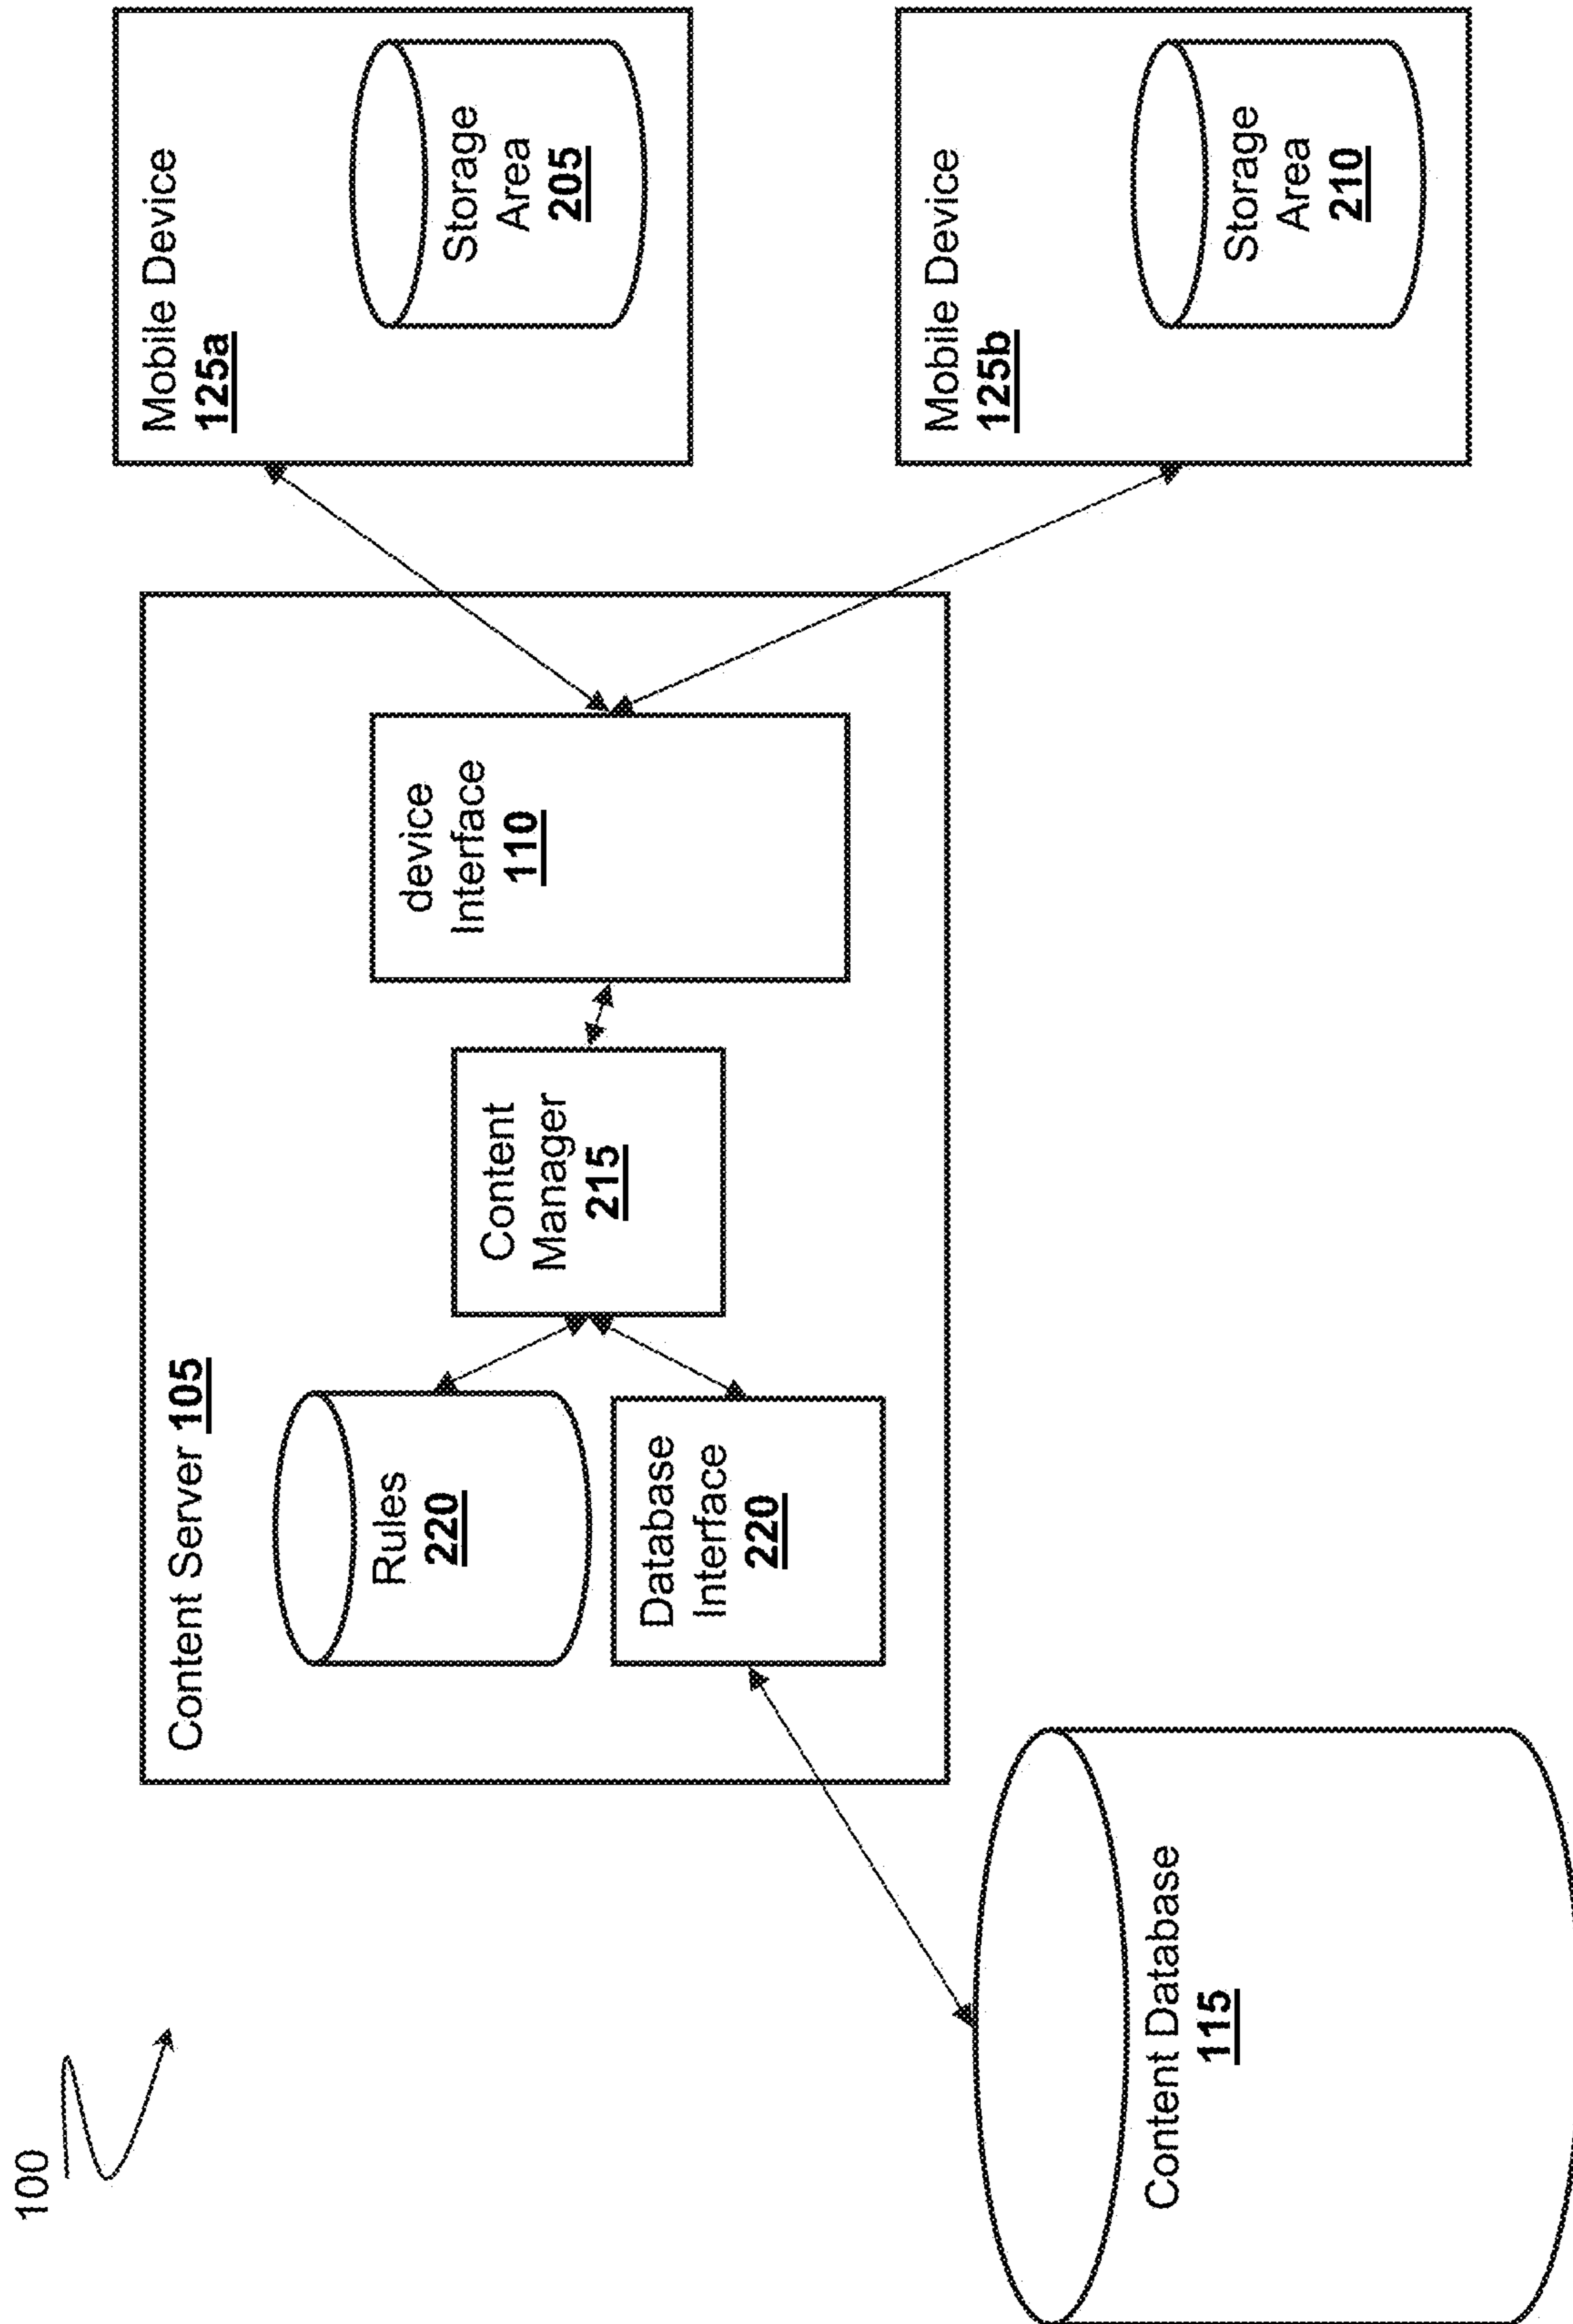 100
Content Server 105
Rules
220
Database
Interface
220
Content
Manager
215
device
Interface
110
Mobile Device
125a
Storage
Area
205
Mobile Device
125b
Storage
Area
210
Content Database
115